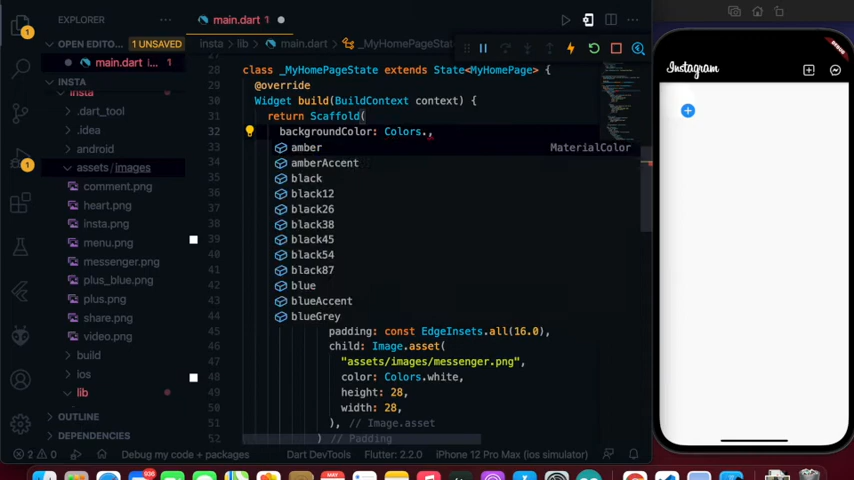 EXPLORER
main.dart 1
OPEN EDITO...
1 UNSAVED
main.dart |... 1
INSTA
insta
.dart_tool
.idea
android
assets / images
comment.png
heart.png
insta.png
menu.png
messenger.png
plus_blue.png
plus.png
share.png
video.png
build
ios
lib
OUTLINE
DEPENDENCIES
insta > lib > main.dart > _MyHomePageState
28 class _MyHomePageState extends State<MyHomePage> {
29 @override
30 Widget build(BuildContext context) {
31 return Scaffold(
32 backgroundColor: Colors.,
33 amber MaterialColor
34 amberAccent
35 black
36 black12
37 black26
38 black38
39 black45
40 black54
41 black87
42 blue
43 blueAccent
44 blueGrey
45 padding: const EdgeInsets.all(16.0),
46 child: Image.asset(
47 "assets/images/messenger.png",
48 color: Colors.white,
49 height: 28,
50 width: 28,
51 ), // Image.asset
52 ) // Padding
2 0 Debug my code + packages Dart DevTools Flutter: 2.2.0 iPhone 12 Pro Max (ios simulator)
Instagram